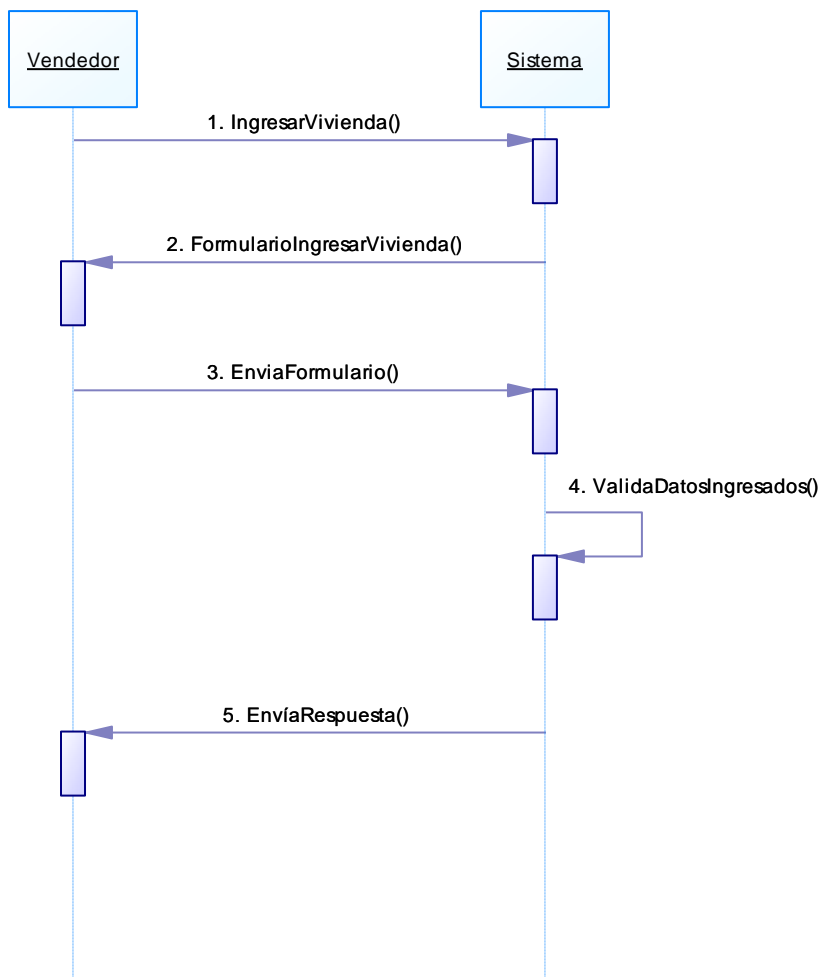 Vendedor
Sistema
1. IngresarVivienda()
2. FormularioIngresarVivienda()
3. EnviaFormulario()
4. ValidaDatosIngresados()
5. EnvíaRespuesta()